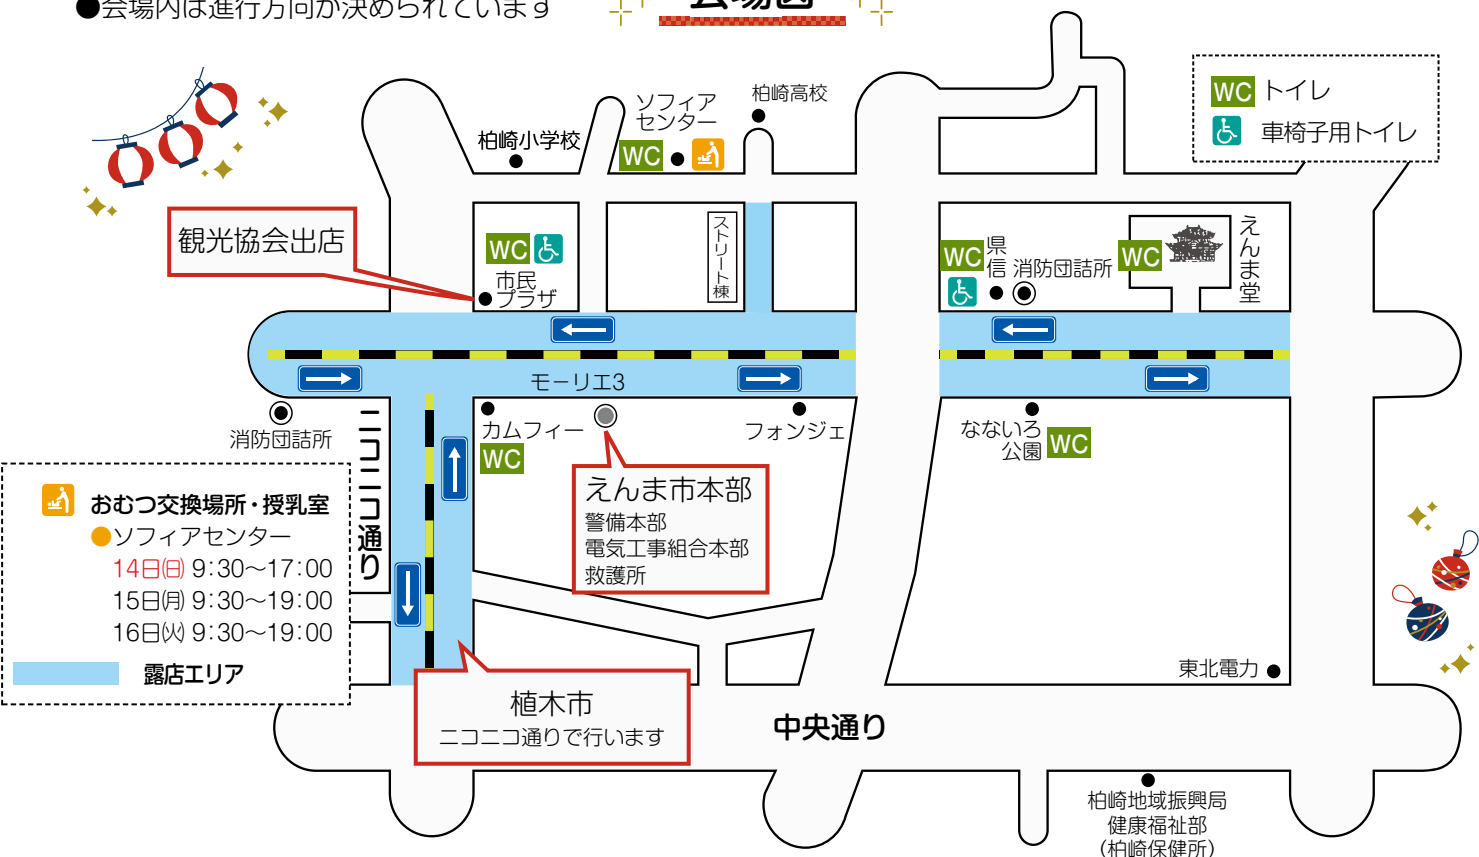 ●会場内は進行方向が決められています
会場図
WC トイレ
車椅子用トイレ
柏崎小学校
ソフィア
センター
WC
柏崎高校
観光協会出店
WC
市民
プラザ
ストリート棟
WC
県信
消防団詰所
WC
えんま堂
モーリエ3
消防団詰所
ニコニコ通り
カムフィー
WC
フォンジェ
なないろ
公園
WC
えんま市本部
警備本部
電気工事組合本部
救護所
おむつ交換場所・授乳室
●ソフィアセンター
14日(日) 9:30～17:00
15日(月) 9:30～19:00
16日(火) 9:30～19:00
露店エリア
植木市
ニコニコ通りで行います
中央通り
東北電力
柏崎地域振興局
健康福祉部
（柏崎保健所）